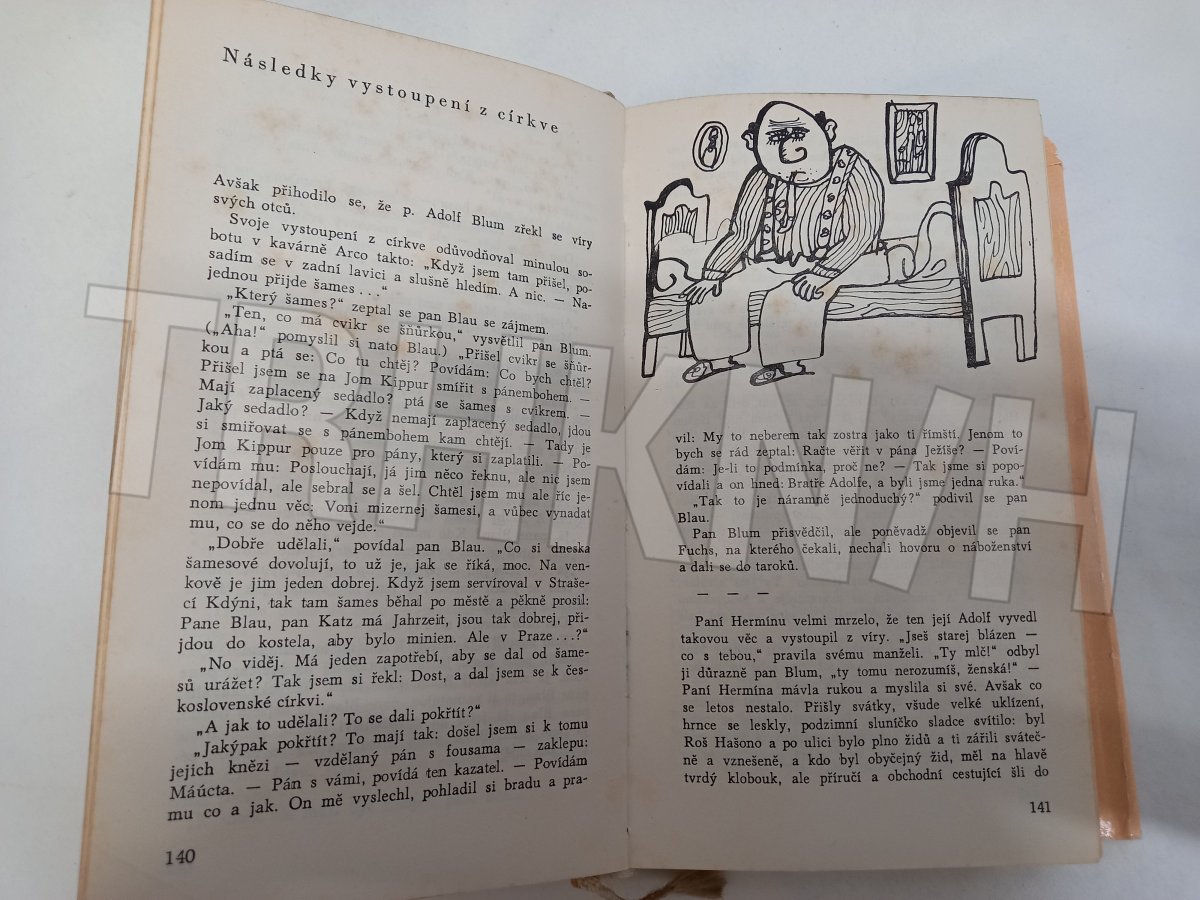 Následky vystoupení z církve
Avšak přihodilo se, že p. Adolf Blum zřekl se víry
svých otců.
Svoje vystoupení z církve odůvodňoval minulou so-
botu v kavárně Arco takto: „Když jsem tam přišel, po-
sadím se v zadní lavici a slušně hledím. A nic. — Na-
jednou přijde šames . . .“
„Který šames?“ zeptal se pan Blau se zájmem.
„Ten, co má cvikr se šňůrkou,“ vysvětlil pan Blum.
(„Aha!“ pomyslil si nato Blau.) „Přišel cvikr se šňůr-
kou a ptá se: Co tu chtěj? Povídám: Co bych chtěl?
Přišel jsem se na Jom Kippur smířit s pánembohem. —
Mají zaplacený sedadlo? ptá se šames s cvikrem. —
Jaký sedadlo? — Když nemají zaplacený sedadlo, jdou
si smiřovat se s pánembohem kam chtějí. — Tady je
Jom Kippur pouze pro pány, který si zaplatili. — Po-
vídám mu: Poslouchají, já jim něco řeknu, ale nic jsem
nepovídal, ale sebral se a šel. Chtěl jsem mu ale říc je-
nom jednu věc: Voni mizernej šamesi, a vůbec vynadat
mu, co se do něho vejde.“
„Dobře udělali,“ povídal pan Blau. „Co si dneska
šamesové dovolují, to už je, jak se říká, moc. Na ven-
kově je jim jeden dobrej. Když jsem servíroval v Straše-
cí Kdýni, tak tam šames běhal po městě a pěkně prosil:
Pane Blau, pan Katz má Jahrzeit, jsou tak dobrej, při-
jdou do kostela, aby bylo minien. Ale v Praze . . .?“
„No viděj. Má jeden zapotřebí, aby se dal od šame-
sů urážet? Tak jsem si řekl: Dost, a dal jsem se k čes-
koslovenské církvi.“
„A jak to udělali? To se dali pokřtít?“
„Jakýpak pokřtít? To mají tak: došel jsem si k tomu
jejich knězi — vzdělaný pán s fousama — zaklepu:
Máúcta. — Pán s vámi, povídá ten kazatel. — Povídám
mu co a jak. On mě vyslechl, pohladil si bradu a pra-
140
vil: My to neberem tak zostra jako ti římští. Jenom to
bych se rád zeptal: Račte věřit v pána Ježíše? — Poví-
dám: Je-li to podmínka, proč ne? — Tak jsme si popo-
vídali a on hned: Bratře Adolfe, a byli jsme jedna ruka.“
„Tak to je náramně jednoduchý?“ podivil se pan
Blau.
Pan Blum přisvědčil, ale poněvadž objevil se pan
Fuchs, na kterého čekali, nechali hovoru o náboženství
a dali se do taroků.
— — —
Paní Hermínu velmi mrzelo, že ten její Adolf vyvedl
takovou věc a vystoupil z víry. „Jseš starej blázen —
co s tebou,“ pravila svému manželi. „Ty mlč!“ odbyl
ji důrazně pan Blum, „ty tomu nerozumíš, ženská!“ —
Paní Hermína mávla rukou a myslila si své. Avšak co
se letos nestalo. Přišly svátky, všude velké uklízení,
hrnce se leskly, podzimní sluníčko sladce svítilo: byl
Roš Hašono a po ulici bylo plno židů a ti zářili sváteč-
ně a vznešeně, a kdo byl obyčejný žid, měl na hlavě
tvrdý klobouk, ale příručí a obchodní cestující šli do
141
TRHKNIH